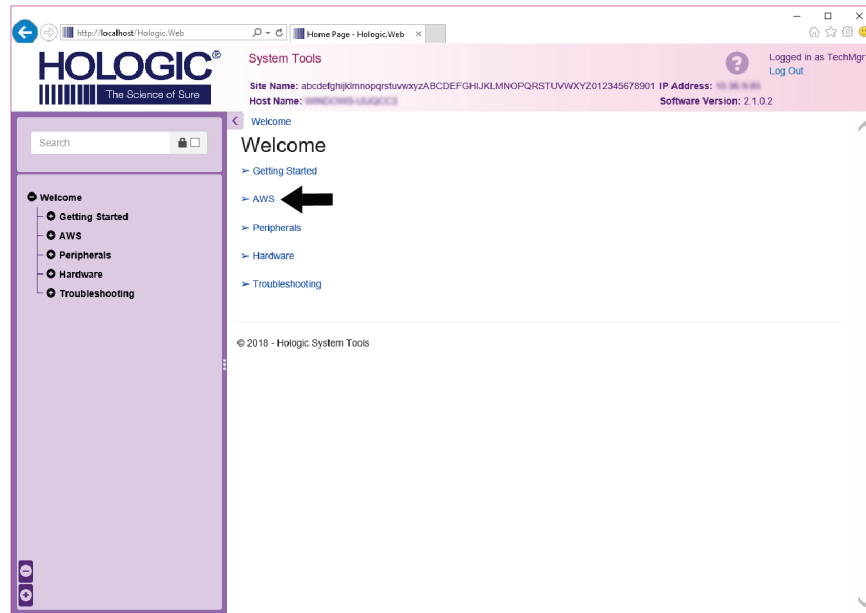 http://localhost/Hologic.Web
Home Page - Hologic.Web
HOLOGIC®
The Science of Sure
System Tools
Logged in as TechMgr
Log Out
Site Name: abcdefghijklmnopqrstuvwxyzABCDEFGHIJKLMNOPQRSTUVWXYZ012345678901 IP Address:
Host Name:
Software Version: 2.1.0.2
Search
Welcome
Getting Started
AWS
Peripherals
Hardware
Troubleshooting
Welcome
Welcome
Getting Started
AWS
Peripherals
Hardware
Troubleshooting
© 2018 - Hologic System Tools